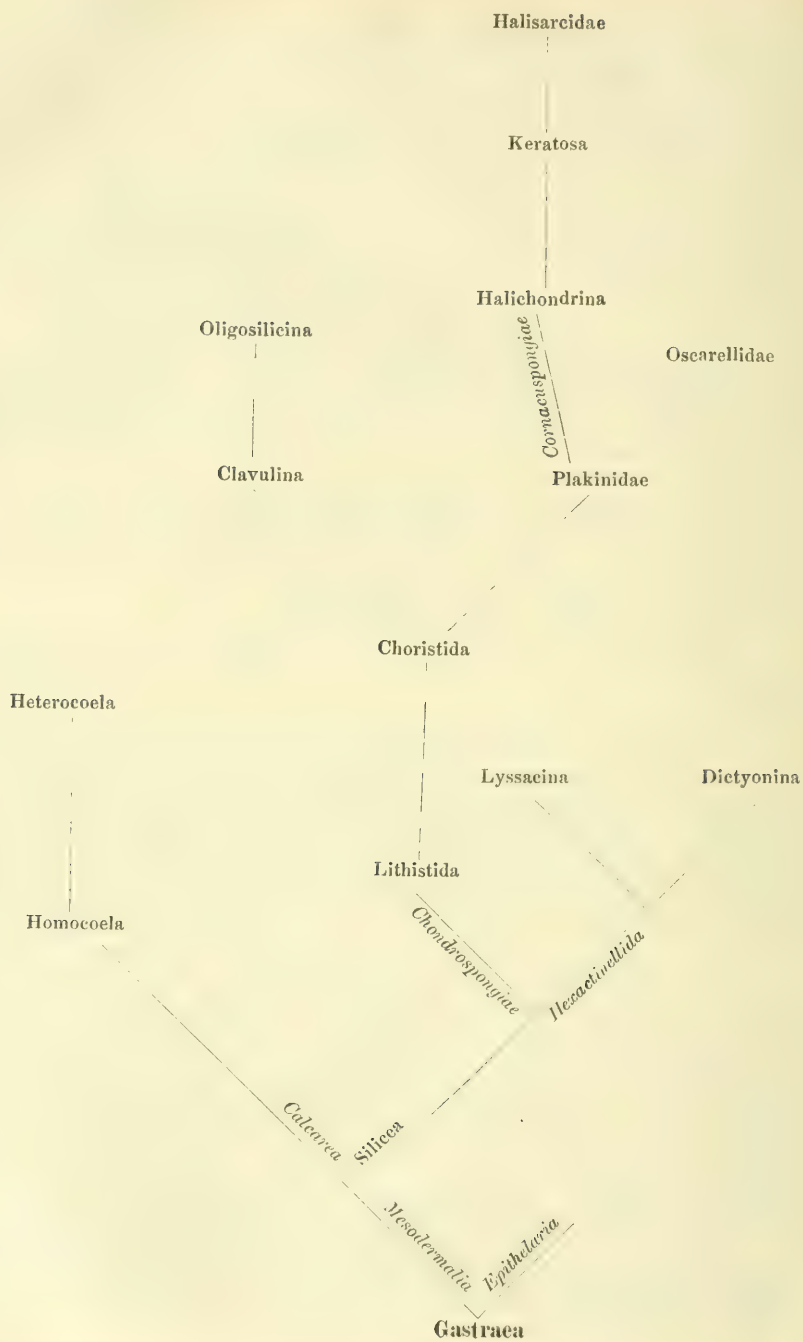 Halisarcidae
Keratosa
Halichondrina
Oligosilicina
Cornacuspongiae
Oscarellidae
Clavulina
Plakinidae
Choristida
Heterocoela
Lyssacina
Dictyonina
Lithistida
Homocoela
Chondrospongiae
Hexactinellida
Calcarea
Silicea
Mesodermalia
Epithelaria
Gastraea